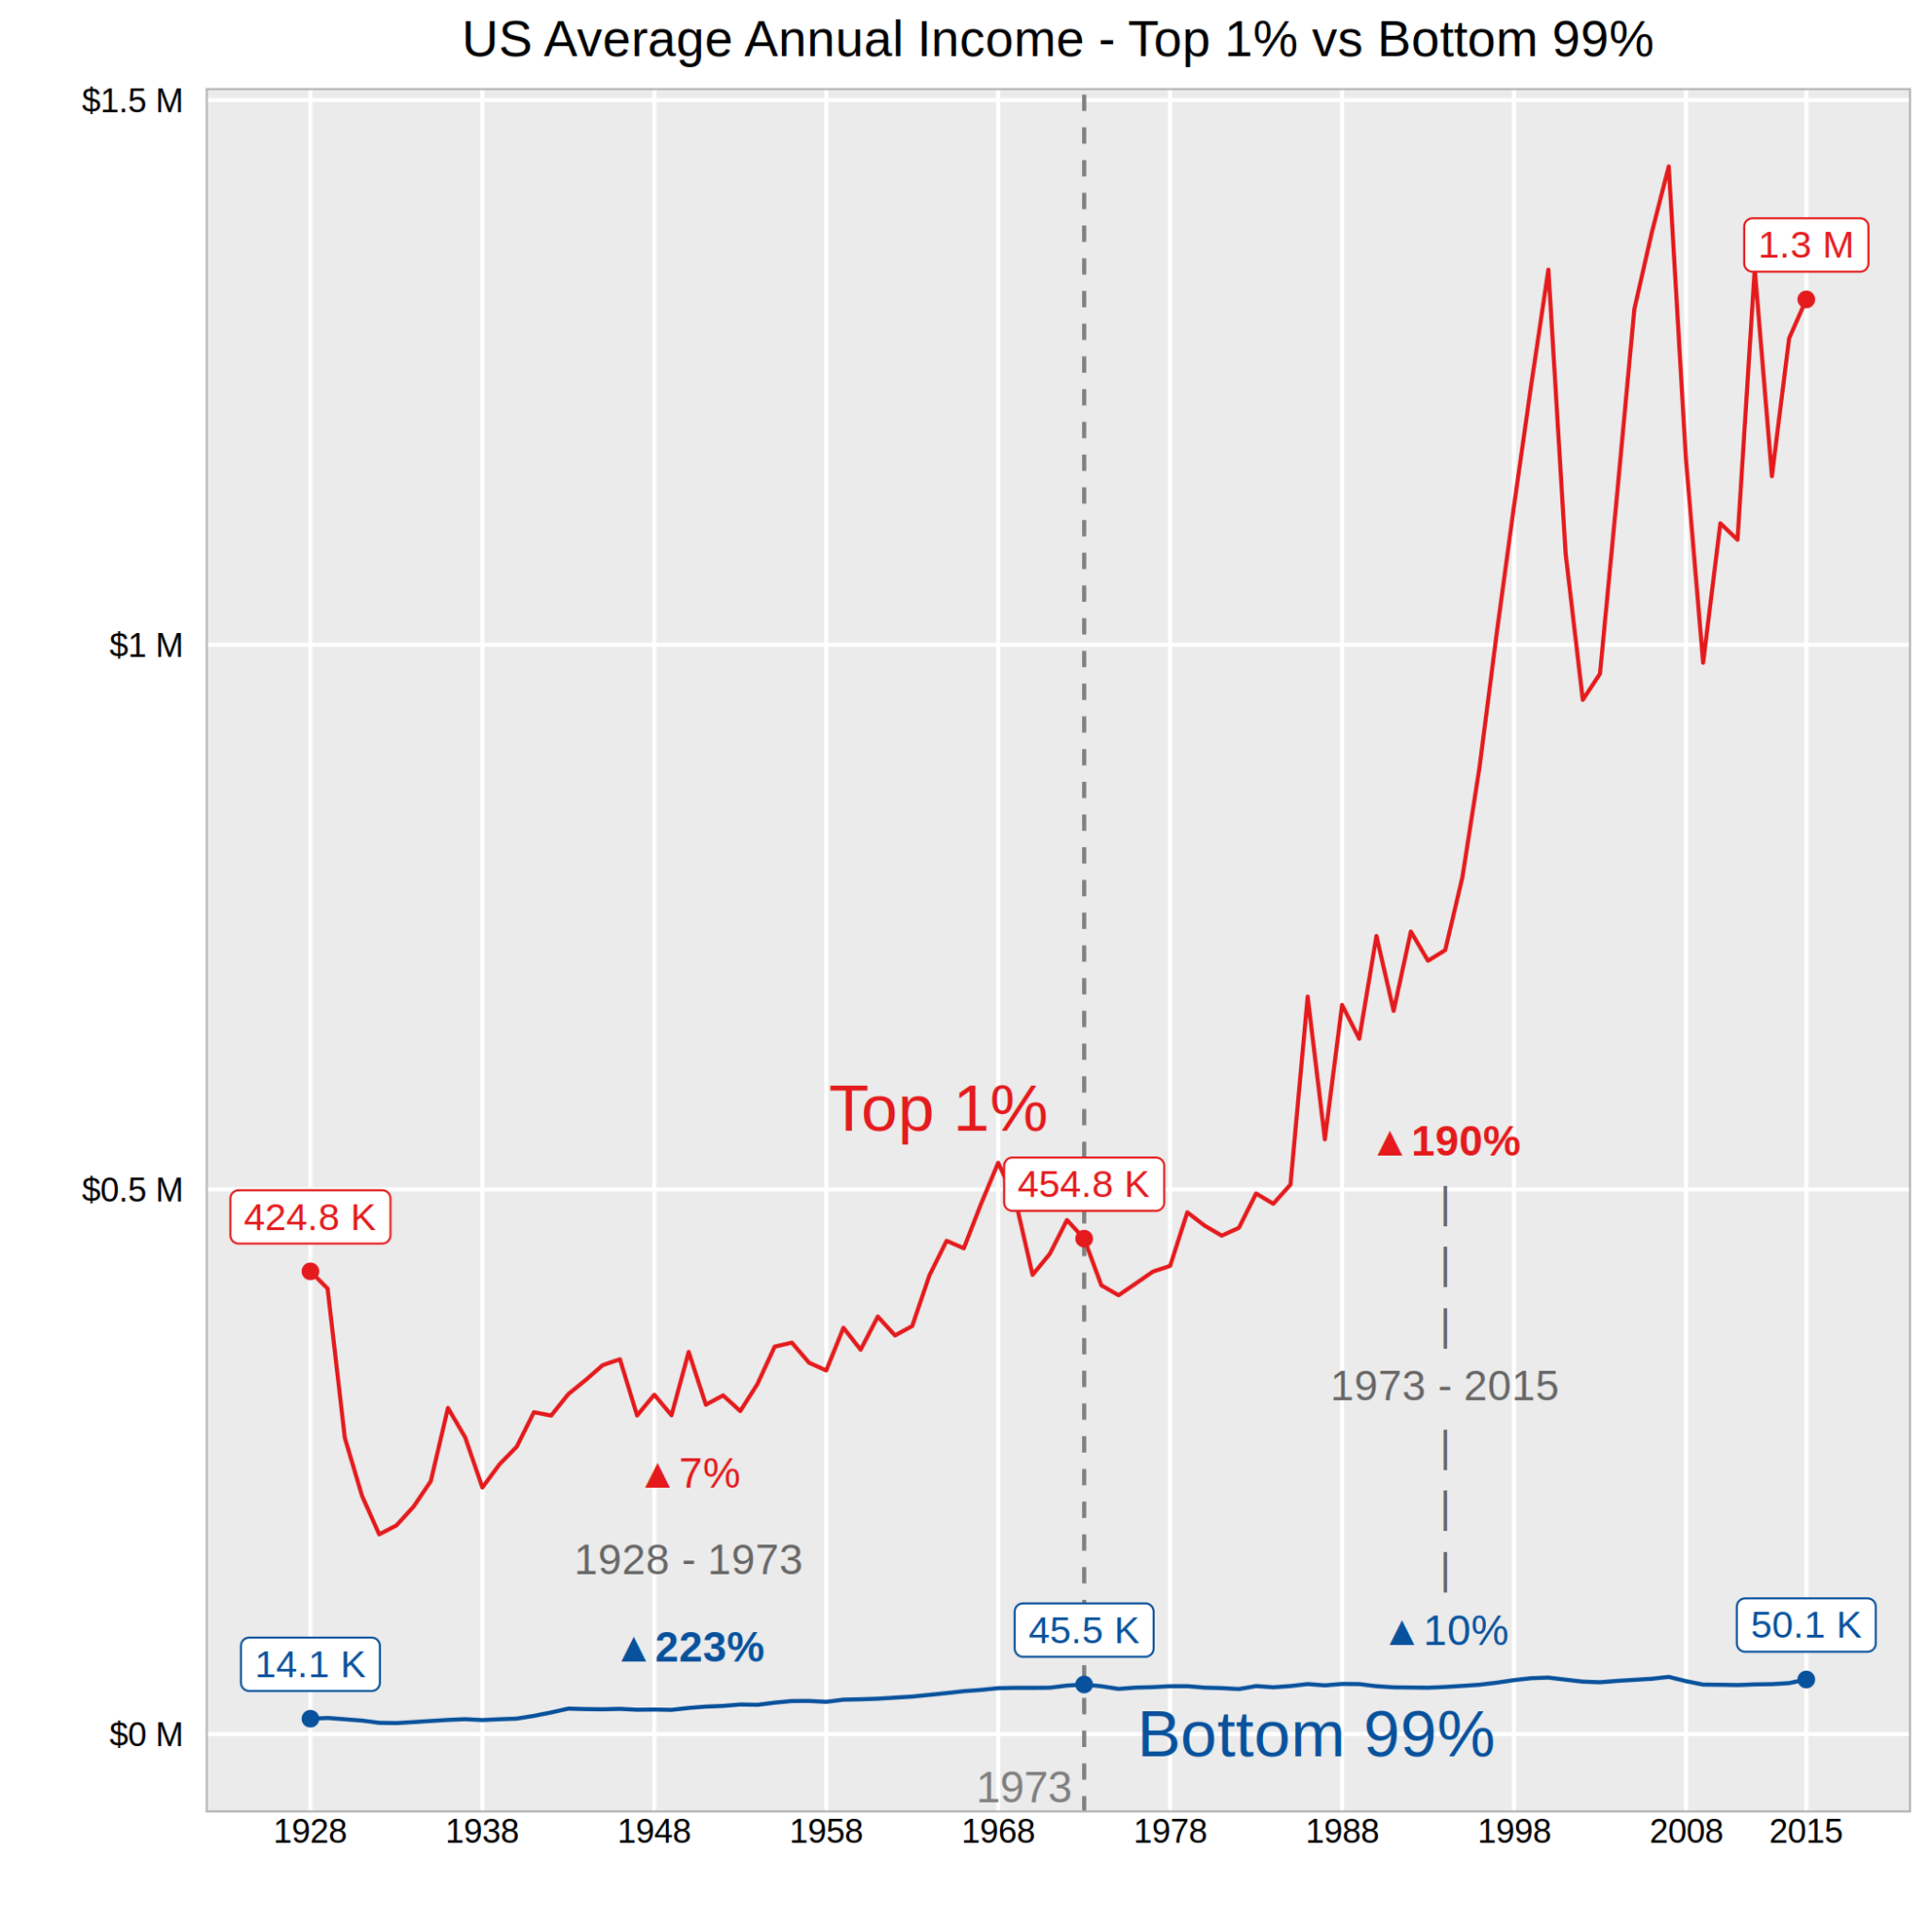 US Average Annual Income - Top 1% vs Bottom 99%
$1.5 M
1.3 M
$1 M
Top 1%
▲190%
454.8 K
$0.5 M
424.8 K
1973 - 2015
▲7%
1928 - 1973
▲223%
▲10%
45.5 K
50.1 K
14.1 K
$0 M
Bottom 99%
1973
1928 1938 1948 1958 1968 1978 1988 1998 2008 2015